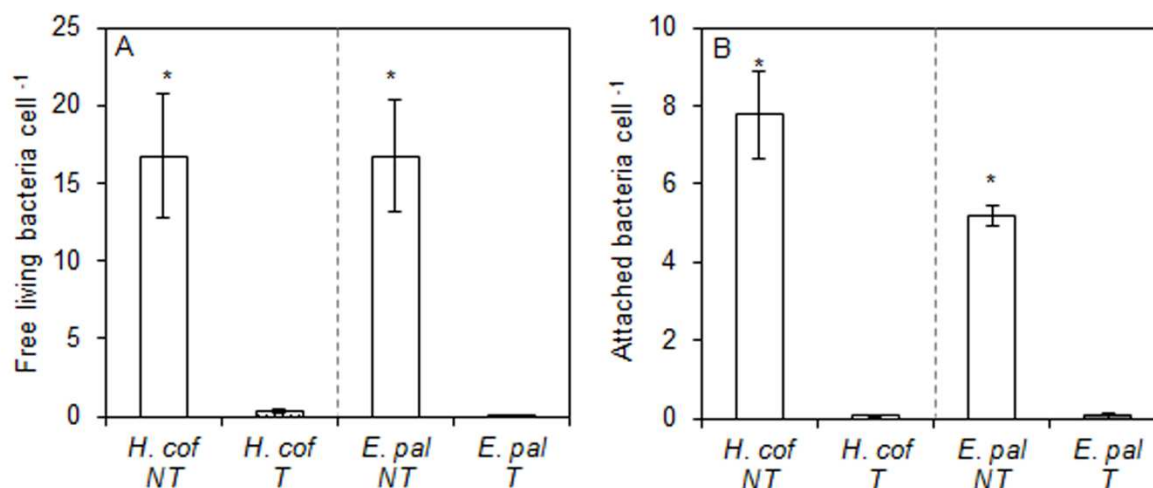 A
Free living bacteria cell -1
25
20
15
10
5
0
* *
H. cof NT
H. cof T
E. pal NT
E. pal T
B
Attached bacteria cell -1
10
8
6
4
2
0
*
*
H. cof NT
H. cof T
E. pal NT
E. pal T